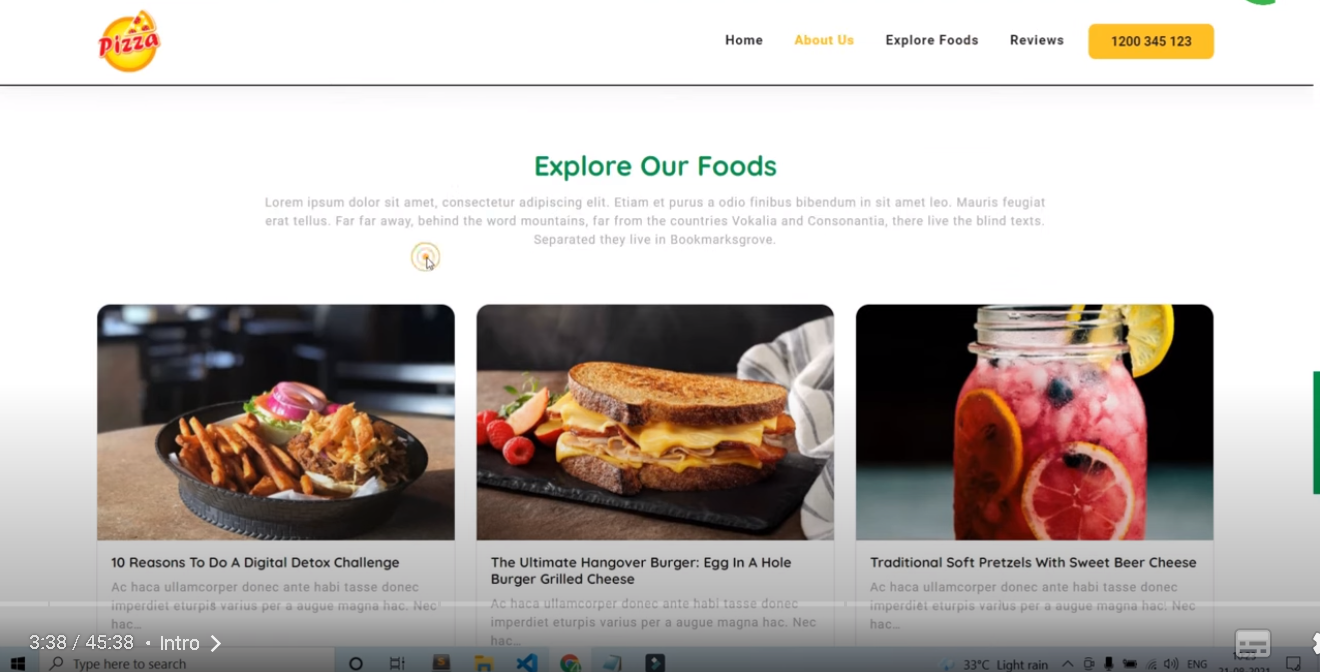 Pizza
Home About Us Explore Foods Reviews 1200 345 123
Explore Our Foods
Lorem ipsum dolor sit amet, consectetur adipiscing elit. Etiam et purus a odio finibus bibendum in sit amet leo. Mauris feugiat
erat tellus. Far far away, behind the word mountains, far from the countries Vokalia and Consonantia, there live the blind texts.
Separated they live in Bookmarksgrove.
10 Reasons To Do A Digital Detox Challenge
Ac haca ullamcorper donec ante habi tasse donec
imperdiet eturpis varius per a augue magna hac. Nec
hac...
The Ultimate Hangover Burger: Egg In A Hole
Burger Grilled Cheese
Ac haca ullamcorper donec ante habi tasse donec
imperdiet eturpis varius per a augue magna hac. Nec
hac...
Traditional Soft Pretzels With Sweet Beer Cheese
Ac haca ullamcorper donec ante habi tasse donec
imperdiet eturpis varius per a augue magna hac. Nec
hac...
3:38 / 45:38 • Intro
Type here to search
33°C Light rain ENG